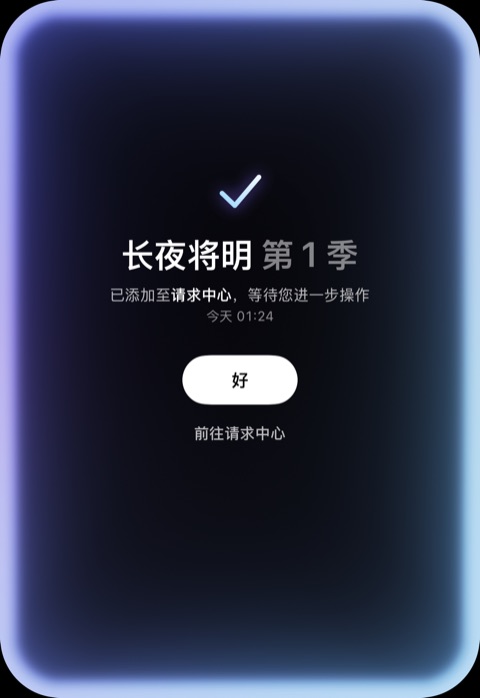 长夜将明 第 1 季
已添加至请求中心，等待您进一步操作
今天 01:24
好
前往请求中心